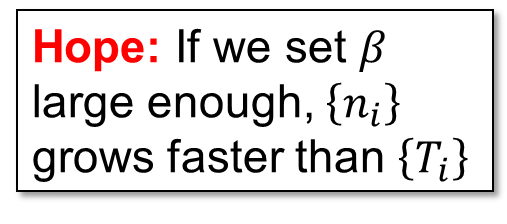 Hope: If we set 𝛽
large enough, {𝑛ᵢ}
grows faster than {𝑇ᵢ}